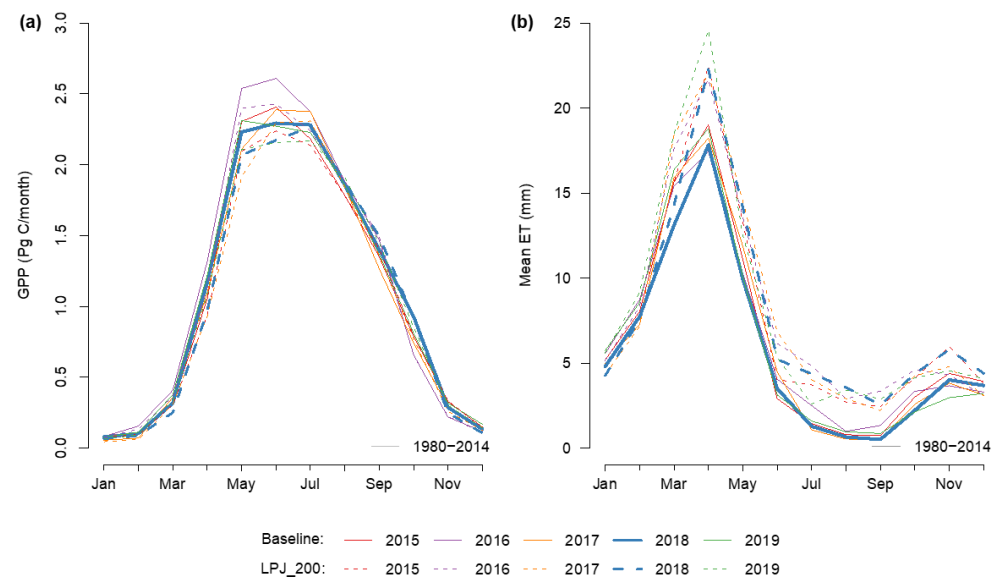 (a)
3.0
2.5
2.0
1.5
1.0
0.5
0.0
GPP (Pg C/month)
1980−2014
Jan Mar May Jul Sep Nov
(b)
25
20
15
10
5
0
Mean ET (mm)
1980−2014
Jan Mar May Jul Sep Nov
Baseline: 2015 2016 2017 2018 2019
LPJ_200: 2015 2016 2017 2018 2019